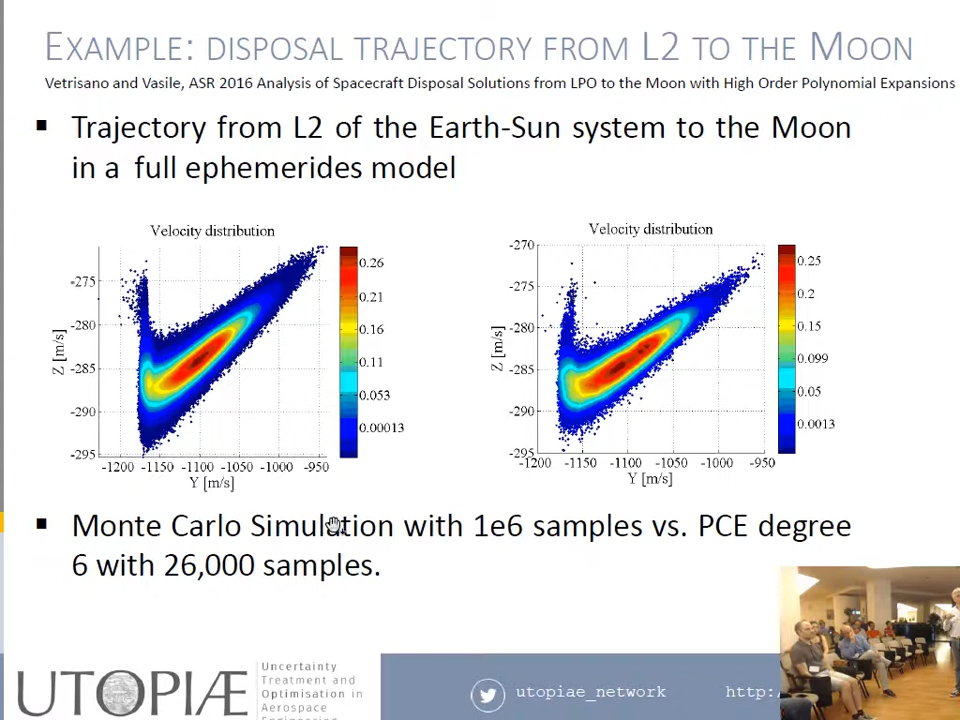 EXAMPLE: DISPOSAL TRAJECTORY FROM L2 TO THE MOON
Vetrisano and Vasile, ASR 2016 Analysis of Spacecraft Disposal Solutions from LPO to the Moon with High Order Polynomial Expansions
▪ Trajectory from L2 of the Earth-Sun system to the Moon
in a full ephemerides model
Velocity distribution
-275
-280
-285
-290
-295
Z [m/s]
-1200 -1150 -1100 -1050 -1000 -950
Y [m/s]
0.26
0.21
0.16
0.11
0.053
0.00013
Velocity distribution
-270
-275
-280
-285
-290
-295
Z [m/s]
-1200 -1150 -1100 -1050 -1000 -950
Y [m/s]
0.25
0.2
0.15
0.099
0.05
0.0013
▪ Monte Carlo Simulation with 1e6 samples vs. PCE degree
6 with 26,000 samples.
UTOPIÆ
Uncertainty
Treatment and
Optimisation in
Aerospace
utopiae_network
http: